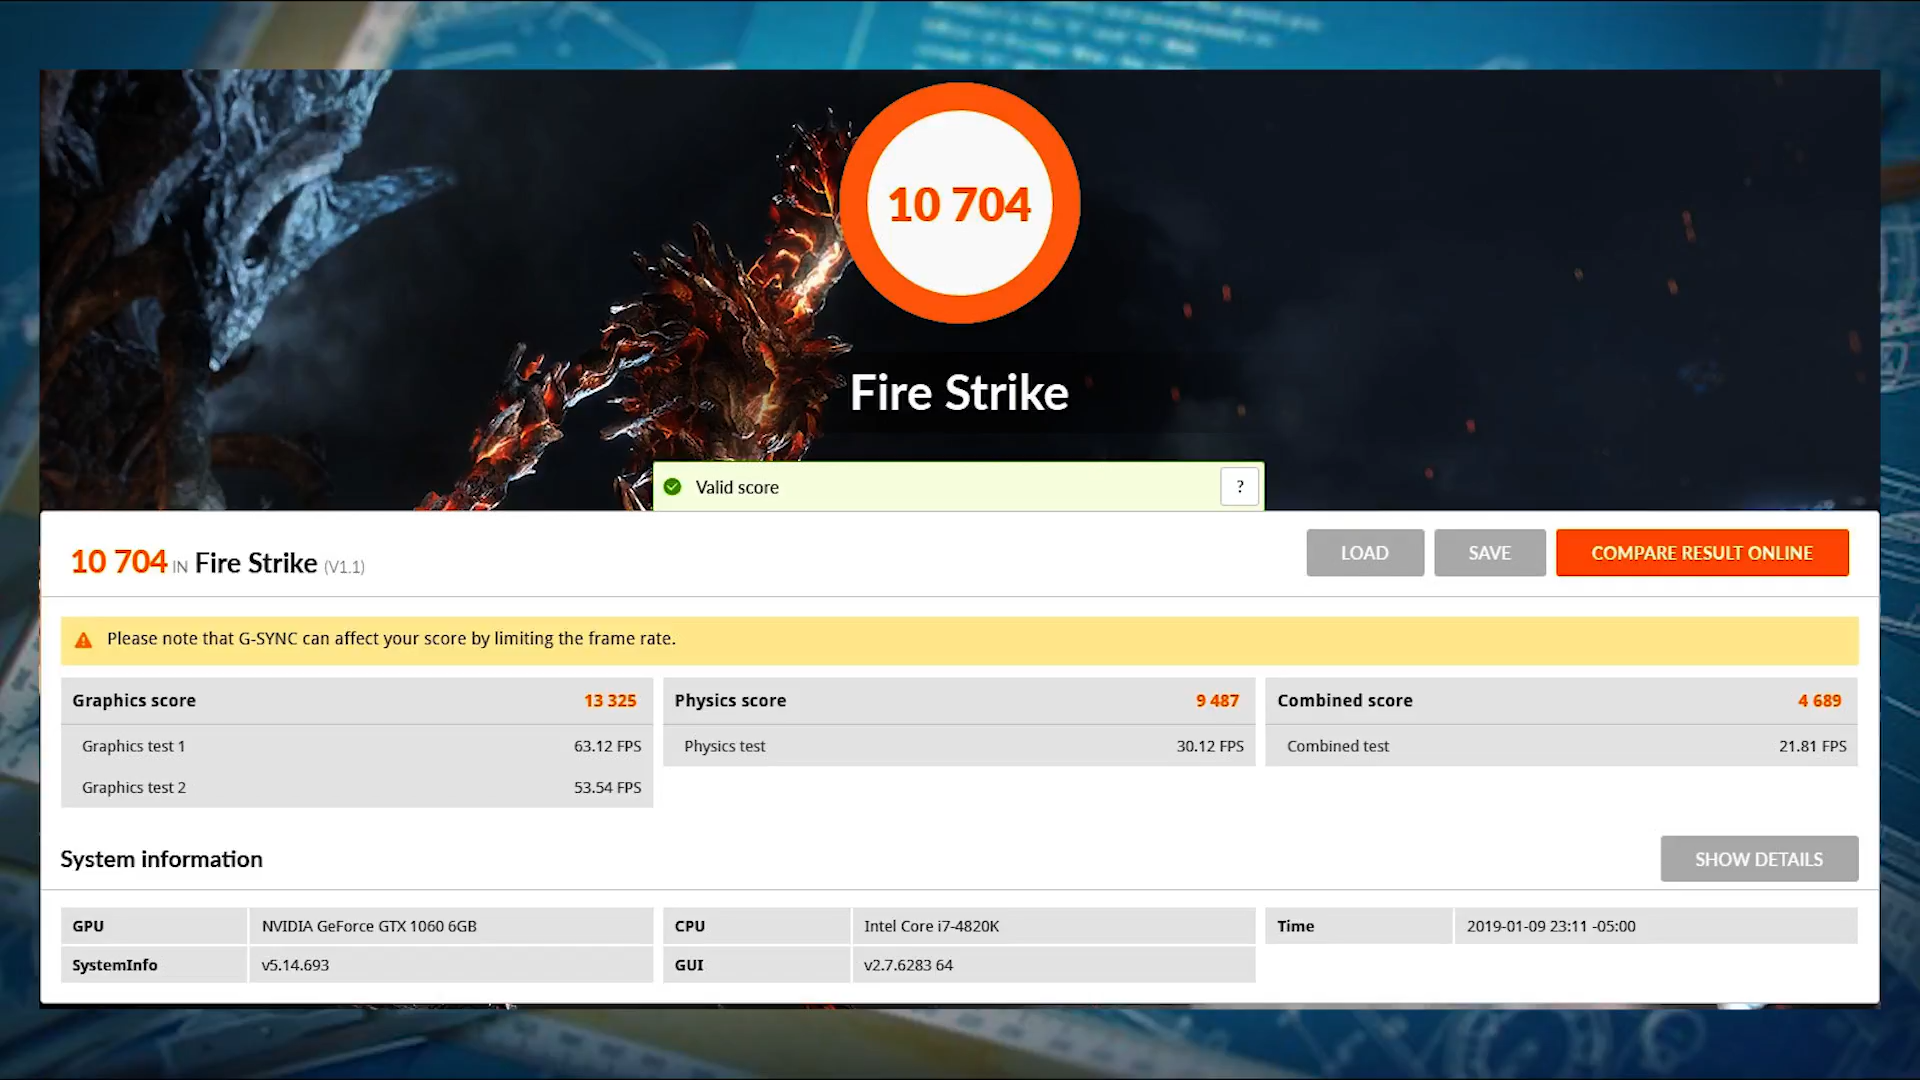 10 704
Fire Strike
Valid score ?
10 704 IN Fire Strike (V1.1)
LOAD SAVE COMPARE RESULT ONLINE
Please note that G-SYNC can affect your score by limiting the frame rate.
Graphics score 13 325
Graphics test 1 63.12 FPS
Graphics test 2 53.54 FPS
Physics score 9 487
Physics test 30.12 FPS
Combined score 4 689
Combined test 21.81 FPS
System information
SHOW DETAILS
GPU NVIDIA GeForce GTX 1060 6GB
SystemInfo v5.14.693
CPU Intel Core i7-4820K
GUI v2.7.6283 64
Time 2019-01-09 23:11 -05:00